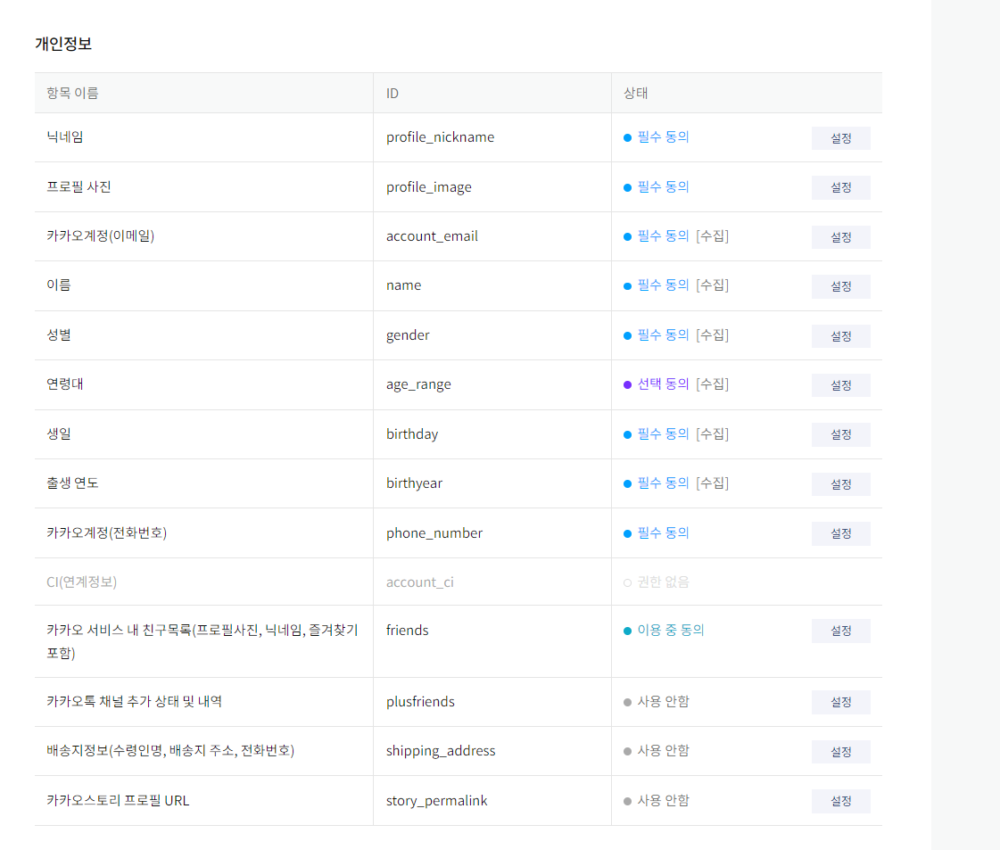 개인정보
항목 이름 ID 상태
닉네임 profile_nickname 필수 동의 설정
프로필 사진 profile_image 필수 동의 설정
카카오계정(이메일) account_email 필수 동의 [수집] 설정
이름 name 필수 동의 [수집] 설정
성별 gender 필수 동의 [수집] 설정
연령대 age_range 선택 동의 [수집] 설정
생일 birthday 필수 동의 [수집] 설정
출생 연도 birthyear 필수 동의 [수집] 설정
카카오계정(전화번호) phone_number 필수 동의 설정
CI(연계정보) account_ci 권한 없음
카카오 서비스 내 친구목록(프로필사진, 닉네임, 즐겨찾기 friends 이용 중 동의 설정
포함)
카카오톡 채널 추가 상태 및 내역 plusfriends 사용 안함 설정
배송지정보(수령인명, 배송지 주소, 전화번호) shipping_address 사용 안함 설정
카카오스토리 프로필 URL story_permalink 사용 안함 설정